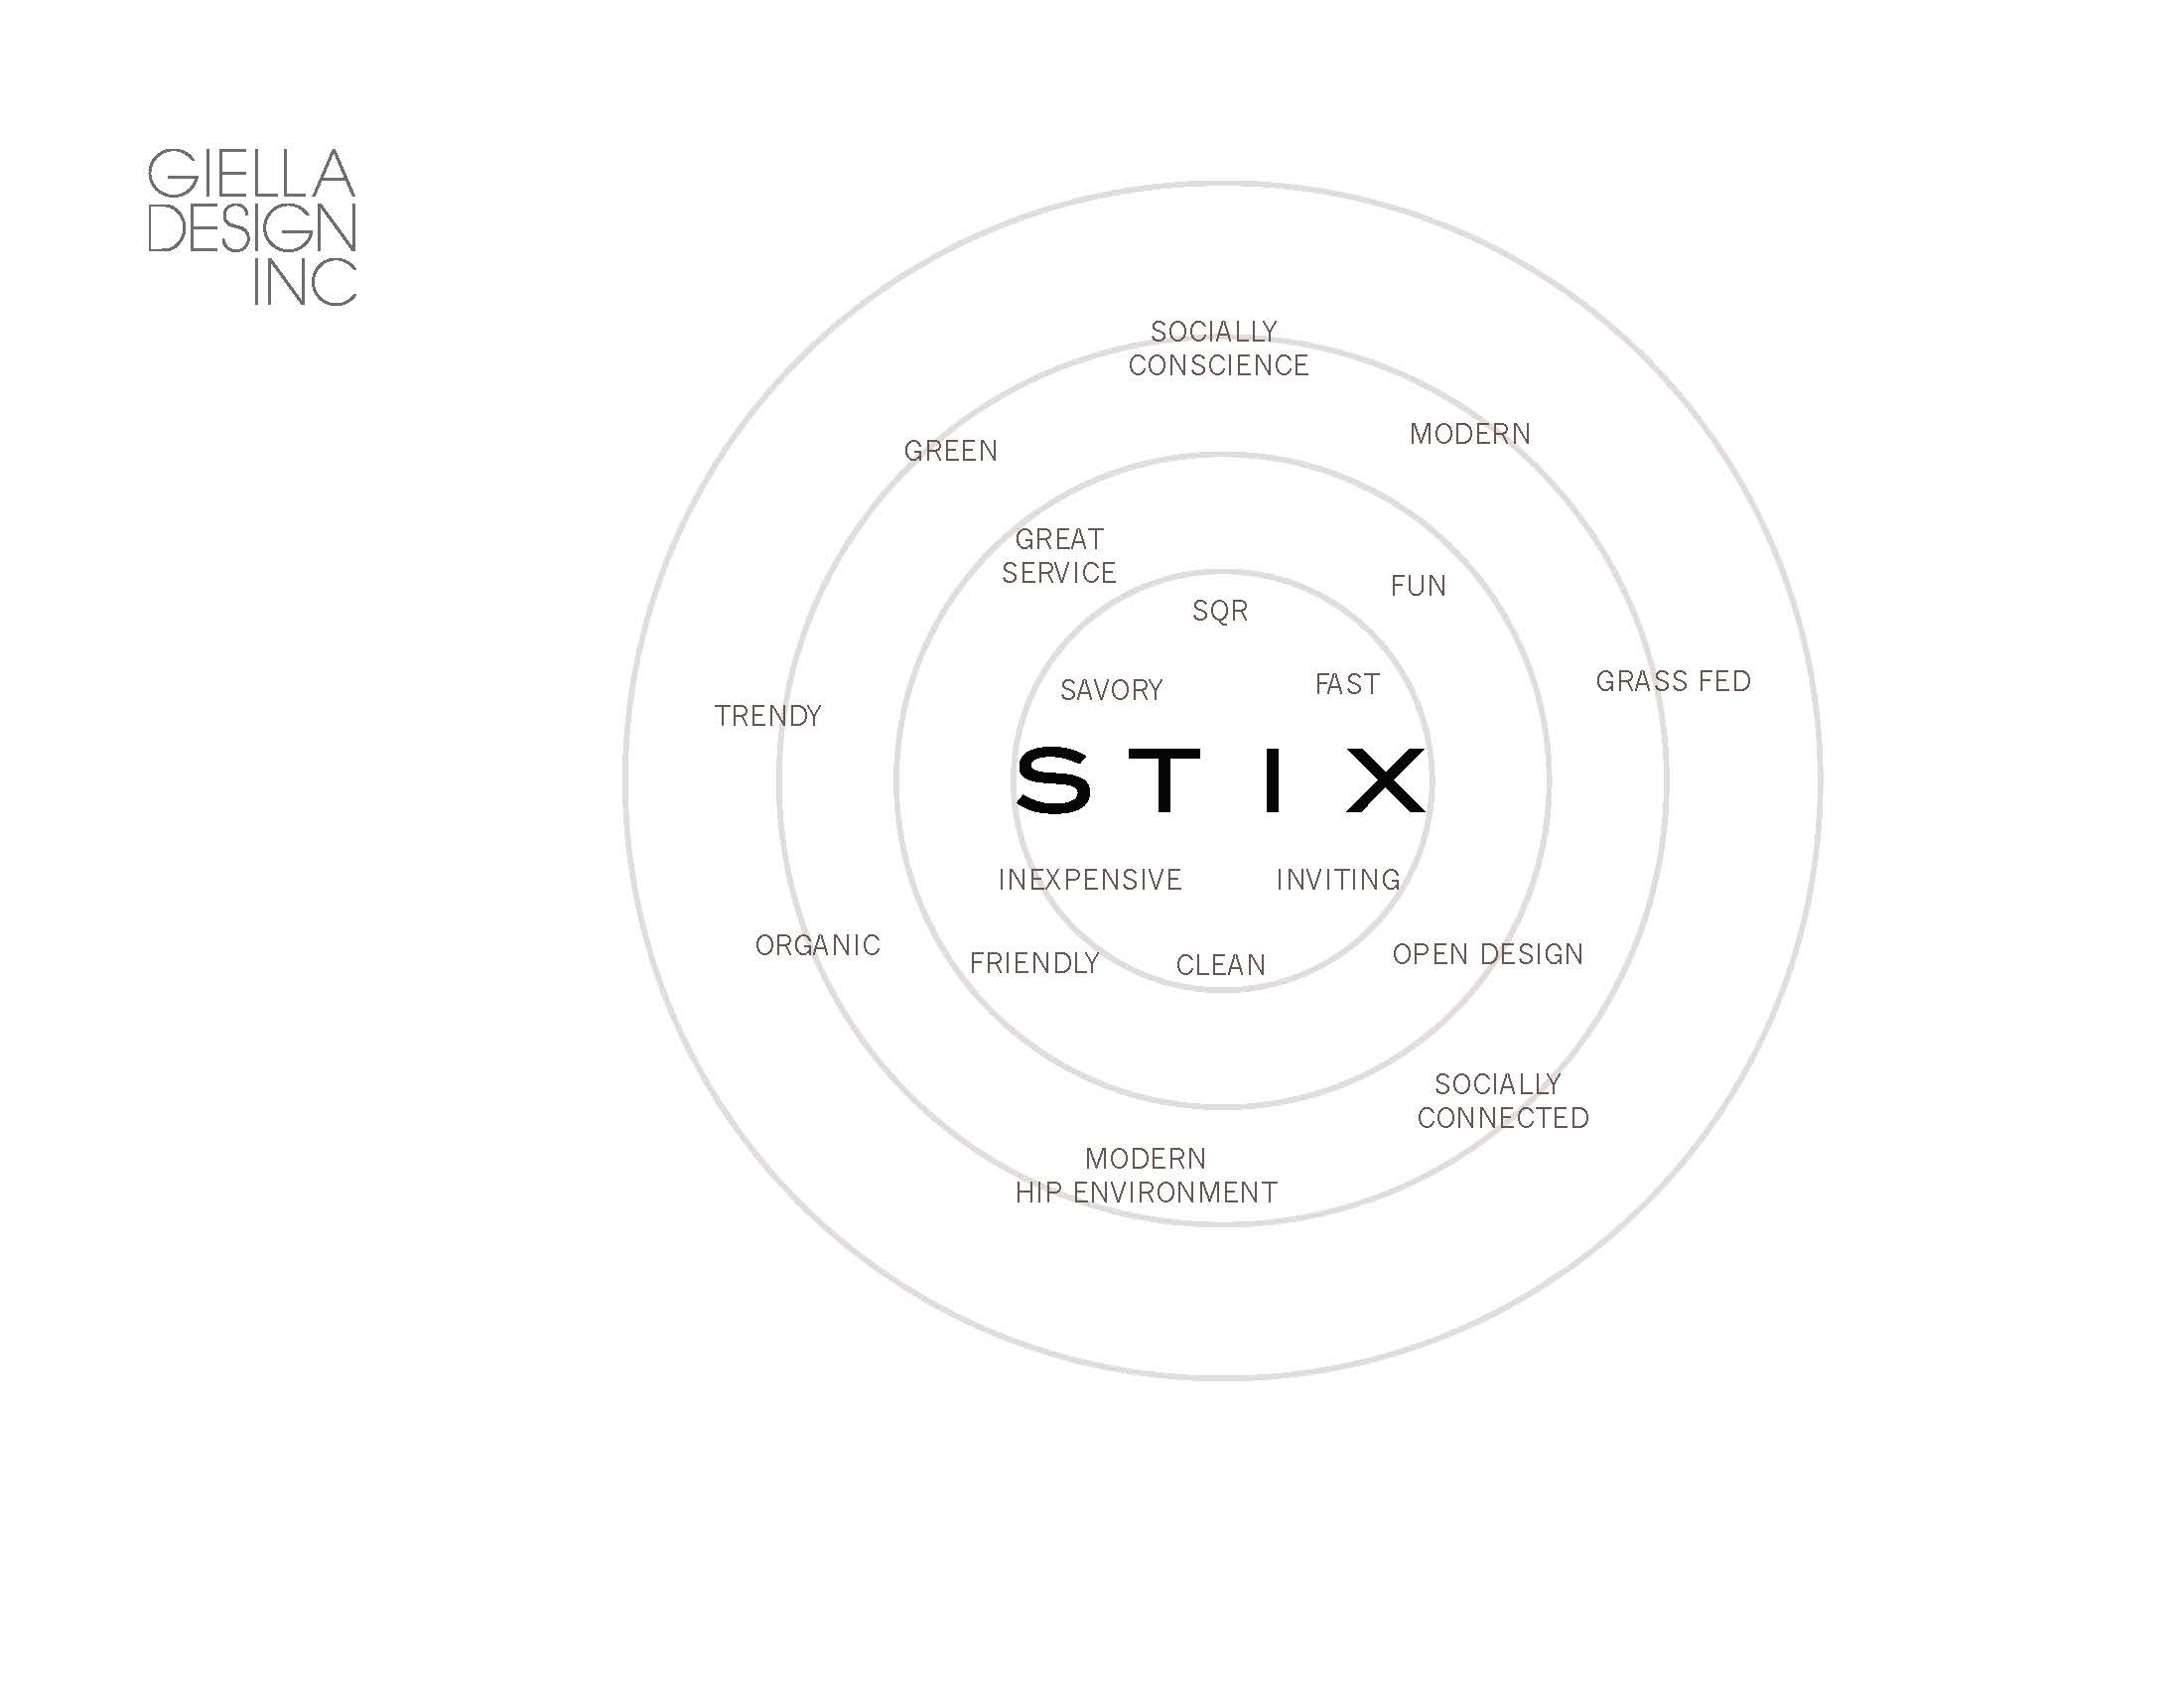 GIELLA
DESIGN
INC
SOCIALLY
CONSCIENCE
MODERN
GREEN
GREAT
SERVICE
FUN
SQR
SAVORY
FAST
GRASS FED
TRENDY
STIX
INEXPENSIVE
INVITING
ORGANIC
FRIENDLY
CLEAN
OPEN DESIGN
SOCIALLY
CONNECTED
MODERN
HIP ENVIRONMENT